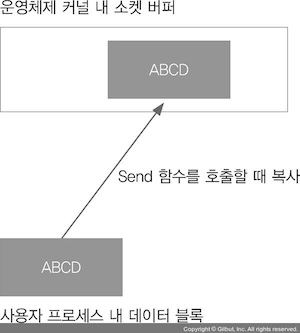 운영체제 커널 내 소켓 버퍼
ABCD
Send 함수를 호출할 때 복사
ABCD
사용자 프로세스 내 데이터 블록
Copyright © Gilbut, Inc. All rights reserved.